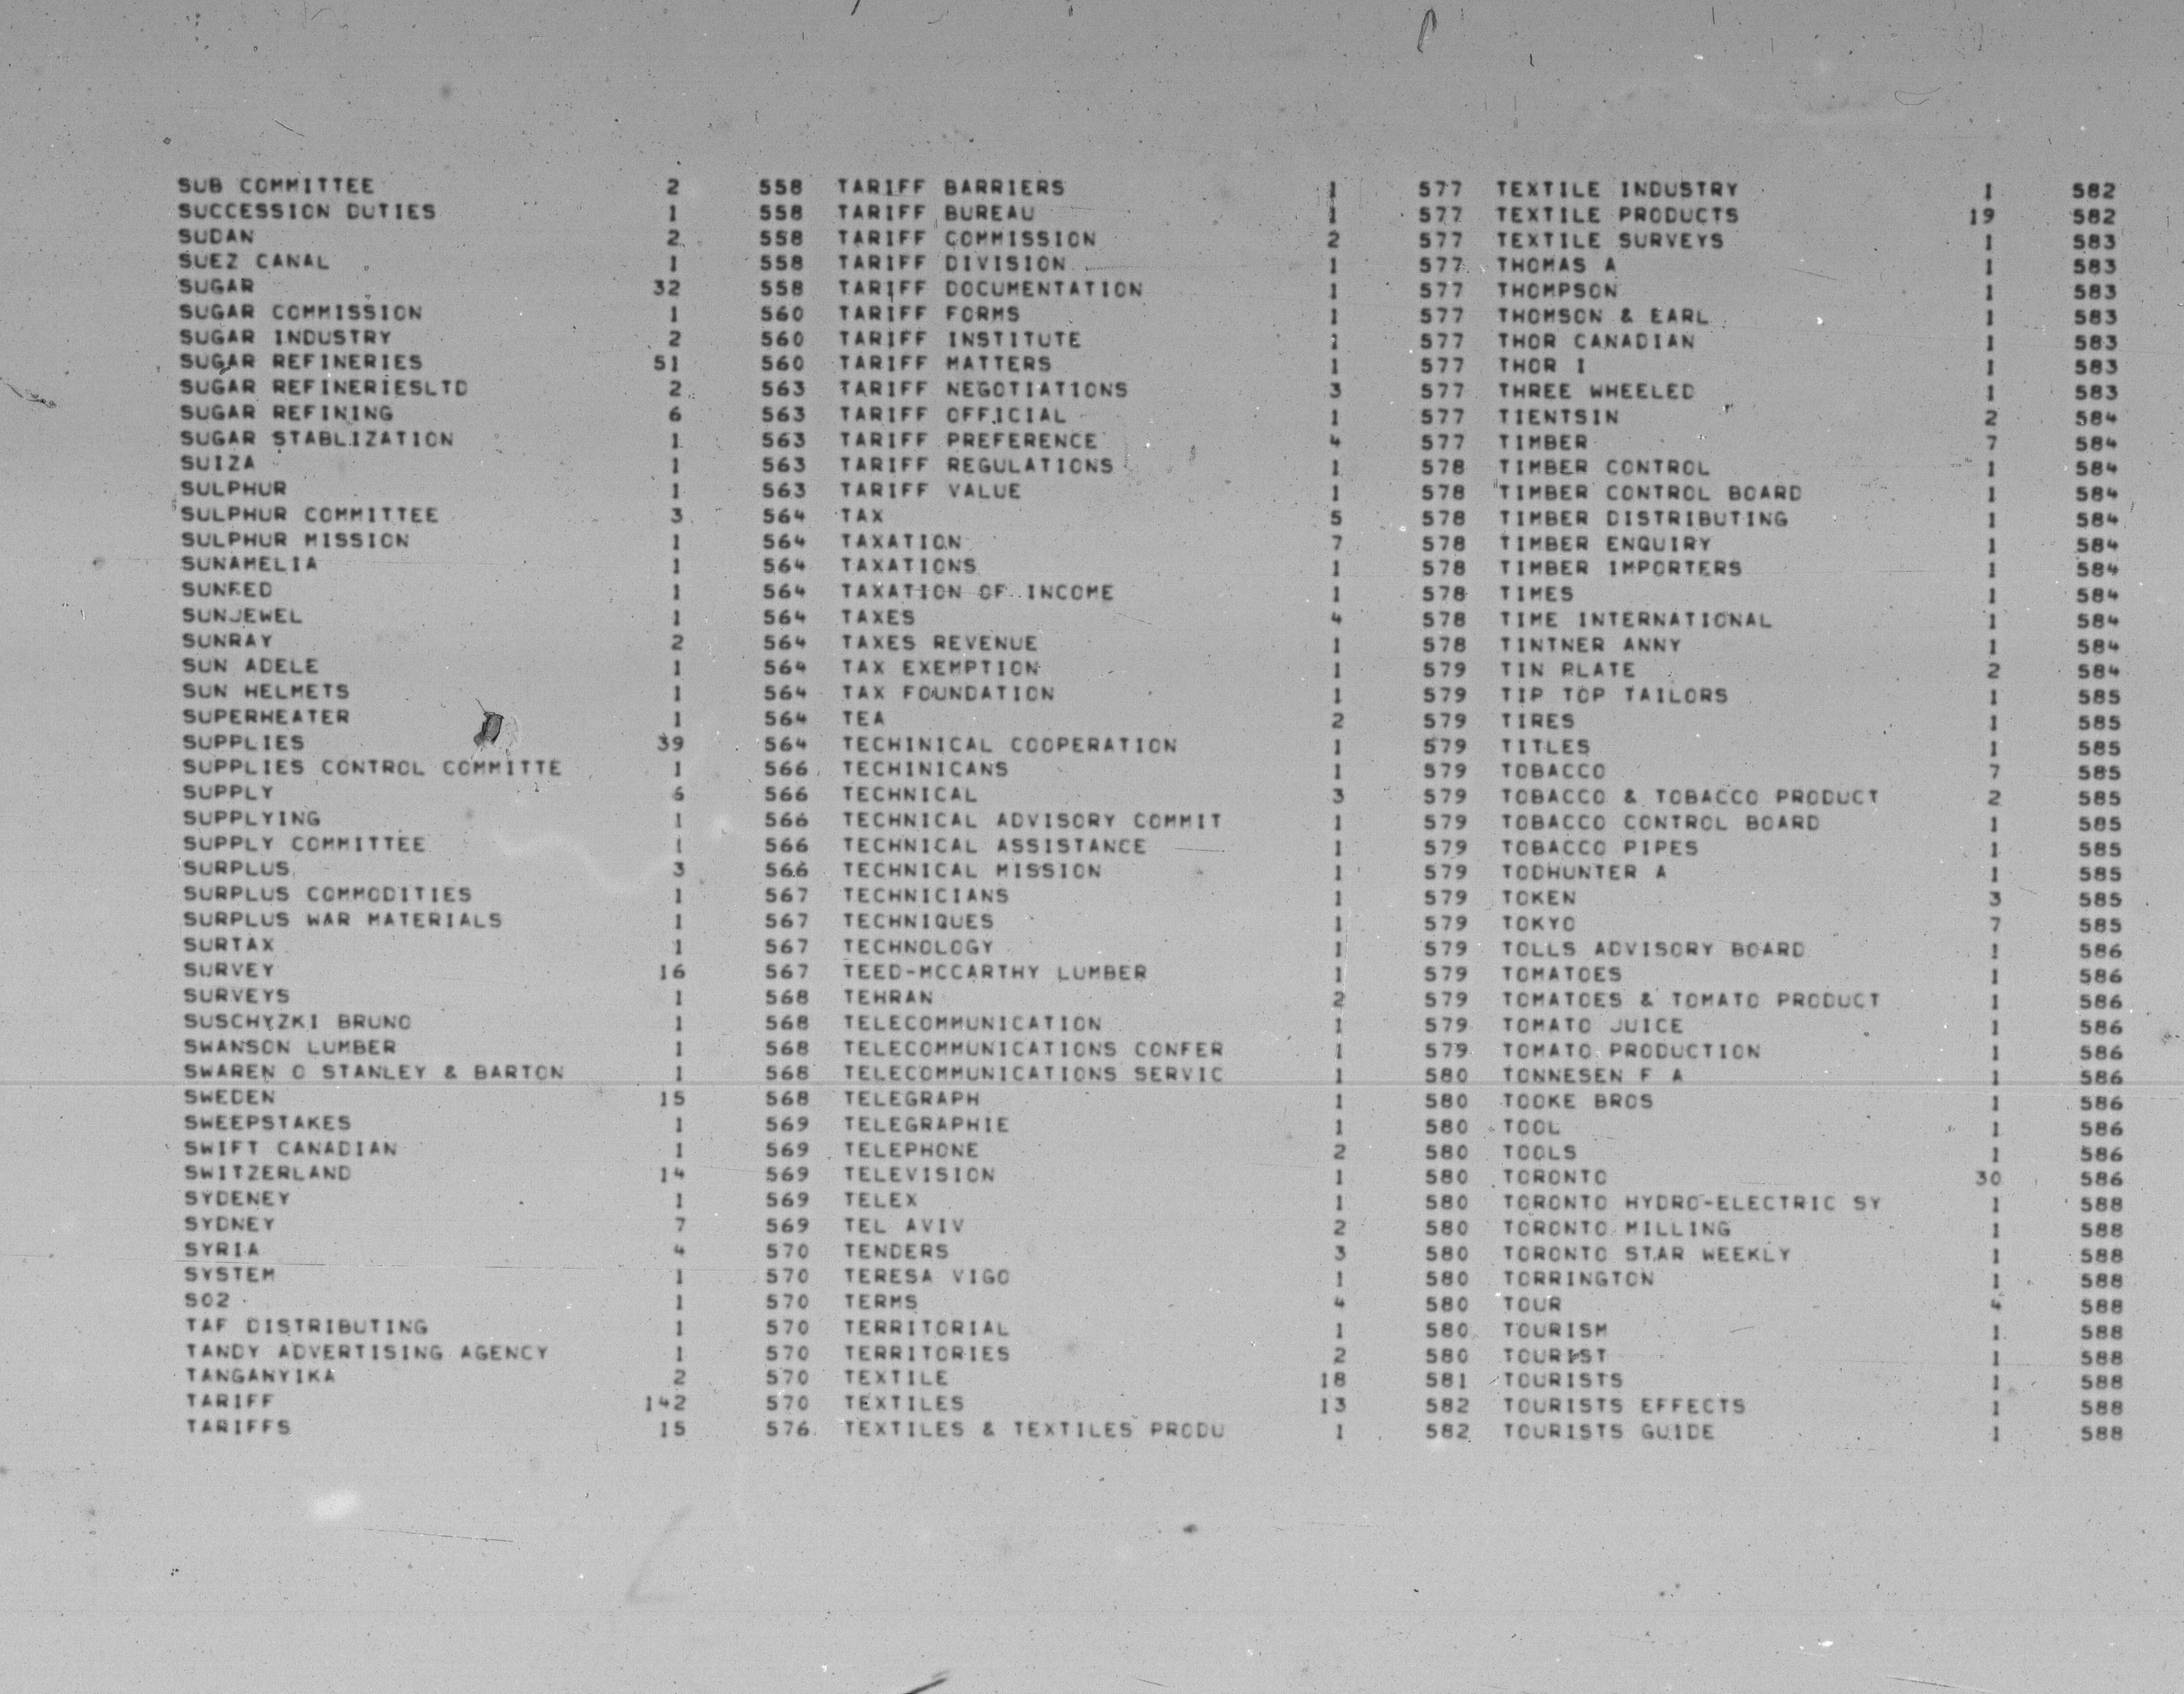 SUB COMMITTEE 2 558
SUCCESSION DUTIES 1 558
SUDAN 2 558
SUEZ CANAL 1 558
SUGAR 32 558
SUGAR COMMISSION 1 560
SUGAR INDUSTRY 2 560
SUGAR REFINERIES 51 560
SUGAR REFINERIESLTD 2 563
SUGAR REFINING 6 563
SUGAR STABLIZATION 1 563
SUIZA 1 563
SULPHUR 1 563
SULPHUR COMMITTEE 3 564
SULPHUR MISSION 1 564
SUNAMELIA 1 564
SUNFED 1 564
SUNJEWEL 1 564
SUNRAY 2 564
SUN ADELE 1 564
SUN HELMETS 1 564
SUPERHEATER 1 564
SUPPLIES 39 564
SUPPLIES CONTROL COMMITTE 1 566
SUPPLY 6 566
SUPPLYING 1 566
SUPPLY COMMITTEE 1 566
SURPLUS 3 566
SURPLUS COMMODITIES 1 567
SURPLUS WAR MATERIALS 1 567
SURTAX 1 567
SURVEY 16 567
SURVEYS 1 568
SUSCHYZKI BRUNO 1 568
SWANSON LUMBER 1 568
SWAREN O STANLEY & BARTON 1 568
SWEDEN 15 568
SWEEPSTAKES 1 569
SWIFT CANADIAN 1 569
SWITZERLAND 14 569
SYDENEY 1 569
SYDNEY 7 569
SYRIA 4 570
SYSTEM 1 570
SO2 1 570
TAF DISTRIBUTING 1 570
TANDY ADVERTISING AGENCY 1 570
TANGANYIKA 2 570
TARIFF 142 570
TARIFFS 15 576
TARIFF BARRIERS 1 577
TARIFF BUREAU 1 577
TARIFF COMMISSION 2 577
TARIFF DIVISION 1 577
TARIFF DOCUMENTATION 1 577
TARIFF FORMS 1 577
TARIFF INSTITUTE 1 577
TARIFF MATTERS 1 577
TARIFF NEGOTIATIONS 3 577
TARIFF OFFICIAL 1 577
TARIFF PREFERENCE 4 577
TARIFF REGULATIONS 1 578
TARIFF VALUE 1 578
TAX 5 578
TAXATION 7 578
TAXATIONS 1 578
TAXATION OF INCOME 1 578
TAXES 4 578
TAXES REVENUE 1 578
TAX EXEMPTION 1 579
TAX FOUNDATION 1 579
TEA 2 579
TECHINICAL COOPERATION 1 579
TECHINICANS 1 579
TECHNICAL 3 579
TECHNICAL ADVISORY COMMIT 1 579
TECHNICAL ASSISTANCE 1 579
TECHNICAL MISSION 1 579
TECHNICIANS 1 579
TECHNIQUES 1 579
TECHNOLOGY 1 579
TEED-MCCARTHY LUMBER 1 579
TEHRAN 2 579
TELECOMMUNICATION 1 579
TELECOMMUNICATIONS CONFER 1 579
TELECOMMUNICATIONS SERVIC 1 580
TELEGRAPH 1 580
TELEGRAPHIE 1 580
TELEPHONE 2 580
TELEVISION 1 580
TELEX 1 580
TEL AVIV 2 580
TENDERS 3 580
TERESA VIGO 1 580
TERMS 4 580
TERRITORIAL 1 580
TERRITORIES 2 580
TEXTILE 18 581
TEXTILES 13 582
TEXTILES & TEXTILES PRODU 1 582
TEXTILE INDUSTRY 1 582
TEXTILE PRODUCTS 19 582
TEXTILE SURVEYS 1 583
THOMAS A 1 583
THOMPSON 1 583
THOMSON & EARL 1 583
THOR CANADIAN 1 583
THOR I 1 583
THREE WHEELED 1 583
TIENTSIN 2 584
TIMBER 7 584
TIMBER CONTROL 1 584
TIMBER CONTROL BOARD 1 584
TIMBER DISTRIBUTING 1 584
TIMBER ENQUIRY 1 584
TIMBER IMPORTERS 1 584
TIMES 1 584
TIME INTERNATIONAL 1 584
TINTNER ANNY 1 584
TIN PLATE 2 584
TIP TOP TAILORS 1 585
TIRES 1 585
TITLES 1 585
TOBACCO 7 585
TOBACCO & TOBACCO PRODUCT 2 585
TOBACCO CONTROL BOARD 1 585
TOBACCO PIPES 1 585
TODHUNTER A 1 585
TOKEN 3 585
TOKYO 7 585
TOLLS ADVISORY BOARD 1 586
TOMATOES 1 586
TOMATOES & TOMATO PRODUCT 1 586
TOMATO JUICE 1 586
TOMATO PRODUCTION 1 586
TONNESEN F A 1 586
TOOKE BROS 1 586
TOOL 1 586
TOOLS 1 586
TORONTO 30 586
TORONTO HYDRO-ELECTRIC SY 1 588
TORONTO MILLING 1 588
TORONTO STAR WEEKLY 1 588
TORRINGTON 1 588
TOUR 4 588
TOURISM 1 588
TOURIST 1 588
TOURISTS 1 588
TOURISTS EFFECTS 1 588
TOURISTS GUIDE 1 588